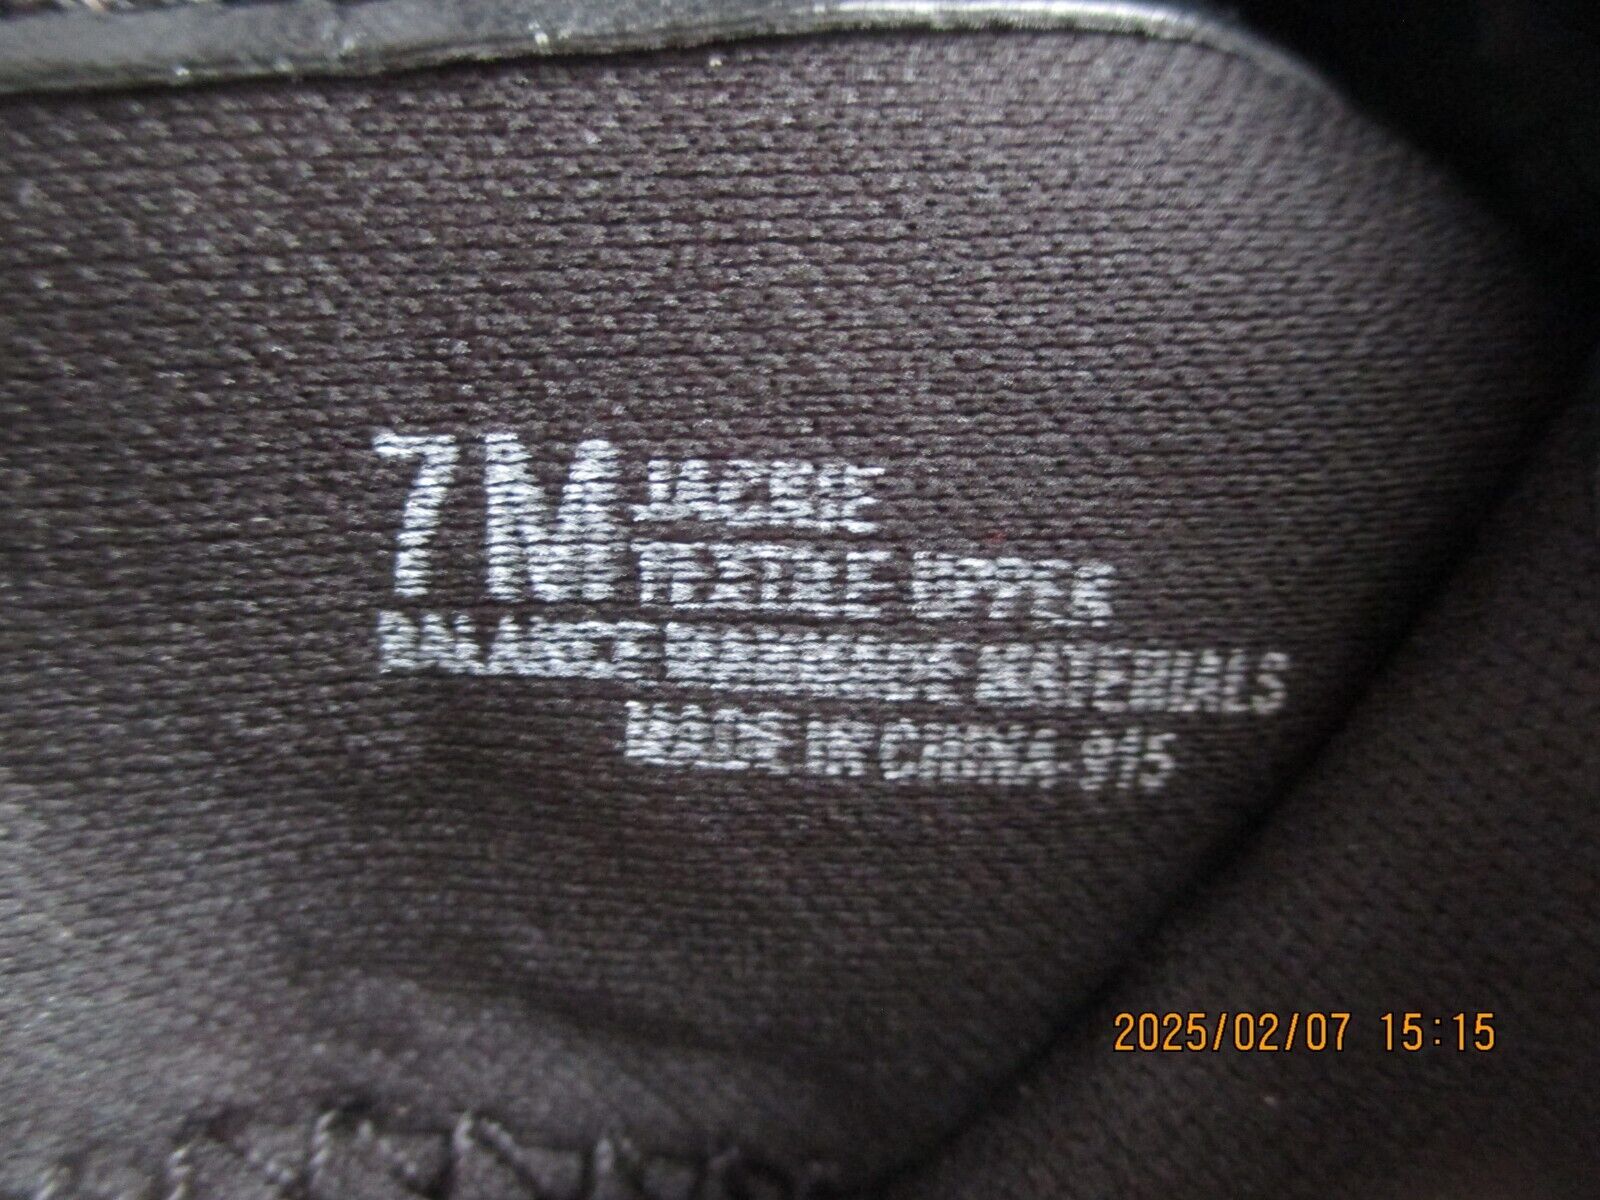 7M JACKIE
TEXTILE UPPER
BALANCE MANMADE MATERIALS
MADE IN CHINA 915
2025/02/07 15:15